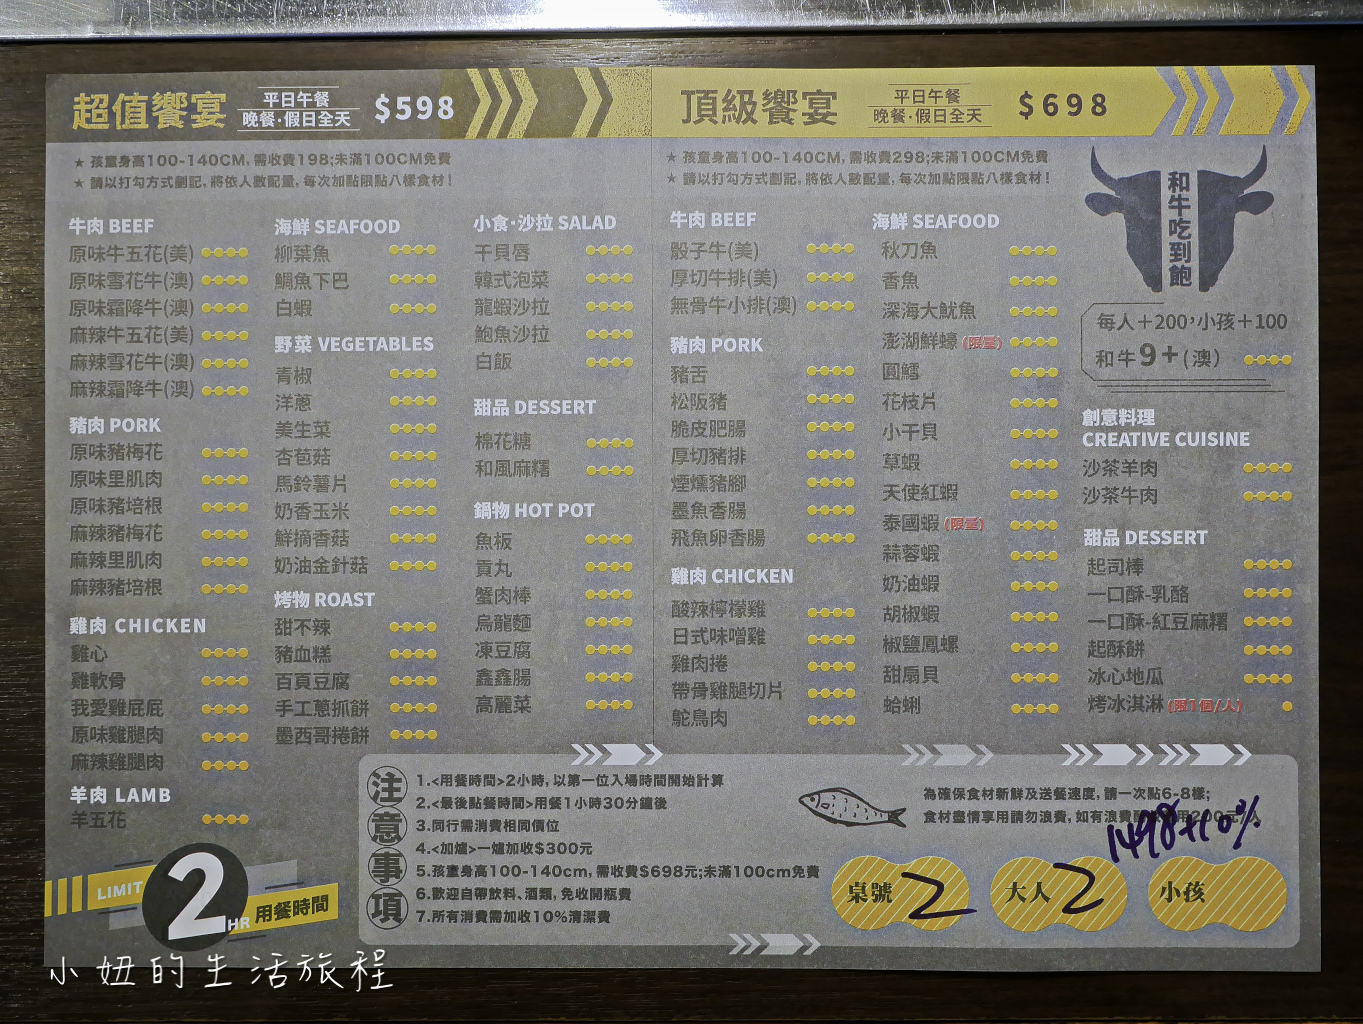 超值饗宴
平日午餐
晚餐·假日全天
$598
★ 孩童身高100-140CM, 需收費198;未滿100CM免費
★ 請以打勾方式劃記, 將依人數配量, 每次加點限點八樣食材!
牛肉 BEEF
原味牛五花(美)
原味雪花牛(澳)
原味霜降牛(澳)
麻辣牛五花(美)
麻辣雪花牛(澳)
麻辣霜降牛(澳)
豬肉 PORK
原味豬梅花
原味里肌肉
原味豬培根
麻辣豬梅花
麻辣里肌肉
麻辣豬培根
雞肉 CHICKEN
雞心
雞軟骨
我愛雞屁屁
原味雞腿肉
麻辣雞腿肉
羊肉 LAMB
羊五花
海鮮 SEAFOOD
柳葉魚
鯛魚下巴
白蝦
野菜 VEGETABLES
青椒
洋蔥
美生菜
杏苞菇
馬鈴薯片
奶香玉米
鮮摘香菇
奶油金針菇
烤物 ROAST
甜不辣
豬血糕
百頁豆腐
手工蔥抓餅
墨西哥捲餅
小食·沙拉 SALAD
干貝唇
韓式泡菜
龍蝦沙拉
鮑魚沙拉
白飯
甜品 DESSERT
棉花糖
和風麻糬
鍋物 HOT POT
魚板
貢丸
蟹肉棒
烏龍麵
凍豆腐
鑫鑫腸
高麗菜
頂級饗宴
平日午餐
晚餐·假日全天
$698
★ 孩童身高100-140CM, 需收費298;未滿100CM免費
★ 請以打勾方式劃記, 將依人數配量, 每次加點限點八樣食材!
牛肉 BEEF
骰子牛(美)
厚切牛排(美)
無骨牛小排(澳)
豬肉 PORK
豬舌
松阪豬
脆皮肥腸
厚切豬排
煙燻豬腳
墨魚香腸
飛魚卵香腸
雞肉 CHICKEN
酸辣檸檬雞
日式味噌雞
雞肉捲
帶骨雞腿切片
鴕鳥肉
海鮮 SEAFOOD
秋刀魚
香魚
深海大魷魚
澎湖鮮蠔(限量)
圓鱈
花枝片
小干貝
草蝦
天使紅蝦
泰國蝦(限量)
蒜蓉蝦
奶油蝦
胡椒蝦
椒鹽鳳螺
甜扇貝
蛤蜊
和牛吃到飽
每人+200,小孩+100
和牛9+(澳)
創意料理
CREATIVE CUISINE
沙茶羊肉
沙茶牛肉
甜品 DESSERT
起司棒
一口酥-乳酪
一口酥-紅豆麻糬
起酥餅
冰心地瓜
烤冰淇淋(限1個/人)
LIMIT
2
HR
用餐時間
注意事項
1.<用餐時間>2小時, 以第一位入場時間開始計算
2.<最後點餐時間>用餐1小時30分鐘後
3.同行需消費相同價位
4.<加爐>一爐加收$300元
5.孩童身高100-140cm, 需收費$698元;未滿100cm免費
6.歡迎自帶飲料、酒類, 免收開瓶費
7.所有消費需加收10%清潔費
為確保食材新鮮及送餐速度, 請一次點6-8樣;
食材盡情享用請勿浪費, 如有浪費 200元/人
1498+10%
桌號 2
大人 2
小孩
小妞的生活旅程